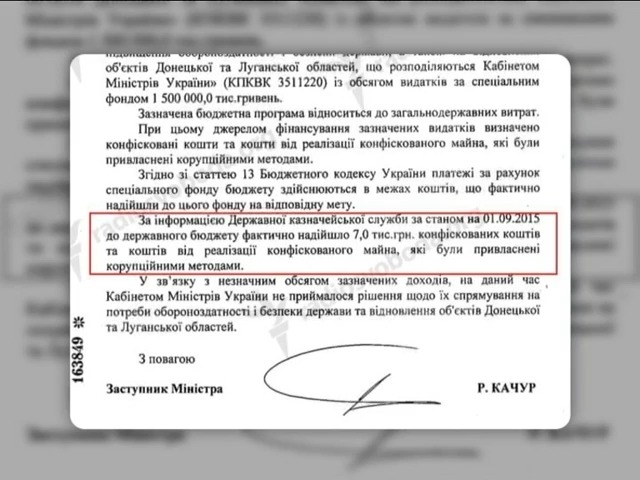 підвищення обороноздатності і безпеки держави, а також на відновлення
об'єктів Донецької та Луганської областей, що розподіляються Кабінетом
Міністрів України» (КПКВК 3511220) із обсягом видатків за спеціальним
фондом 1 500 000,0 тис.гривень.
Зазначена бюджетна програма відноситься до загальнодержавних витрат.
При цьому джерелом фінансування зазначених видатків визначено
конфісковані кошти та кошти від реалізації конфіскованого майна, які були
привласнені корупційними методами.
Згідно зі статтею 13 Бюджетного кодексу України платежі за рахунок
спеціального фонду бюджету здійснюються в межах коштів, що фактично
надійшли до цього фонду на відповідну мету.
За інформацією Державної казначейської служби за станом на 01.09.2015
до державного бюджету фактично надійшло 7,0 тис.грн. конфіскованих коштів
та коштів від реалізації конфіскованого майна, які були привласнені
корупційними методами.
У зв'язку з незначним обсягом зазначених доходів, на даний час
Кабінетом Міністрів України не приймалося рішення щодо їх спрямування на
потреби обороноздатності і безпеки держави та відновлення об'єктів Донецької
та Луганської областей.
163849 *
З повагою
Заступник Міністра
Р. КАЧУР